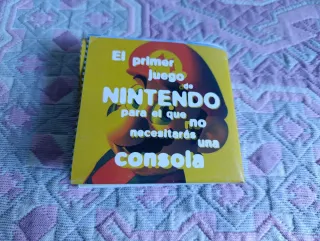 El primer
juego de
NINTENDO
para el que
no
necesitarás una
consola